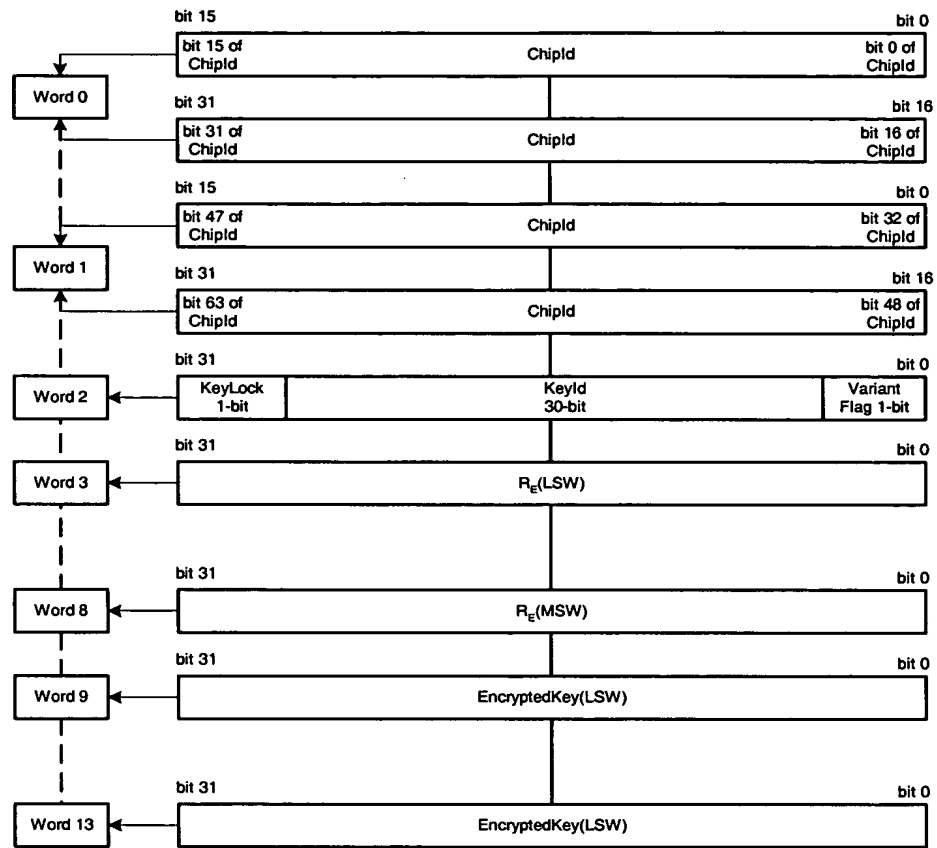 bit 15
bit 0
bit 15 of
ChipId
ChipId
bit 0 of
ChipId
Word 0
bit 31
bit 16
bit 31 of
ChipId
ChipId
bit 16 of
ChipId
bit 15
bit 0
bit 47 of
ChipId
ChipId
bit 32 of
ChipId
Word 1
bit 31
bit 16
bit 63 of
ChipId
ChipId
bit 48 of
ChipId
bit 31
bit 0
Word 2
KeyLock
1-bit
KeyId
30-bit
Variant
Flag 1-bit
bit 31
bit 0
Word 3
RE(LSW)
bit 31
bit 0
Word 8
RE(MSW)
bit 31
bit 0
Word 9
EncryptedKey(LSW)
bit 31
bit 0
Word 13
EncryptedKey(LSW)